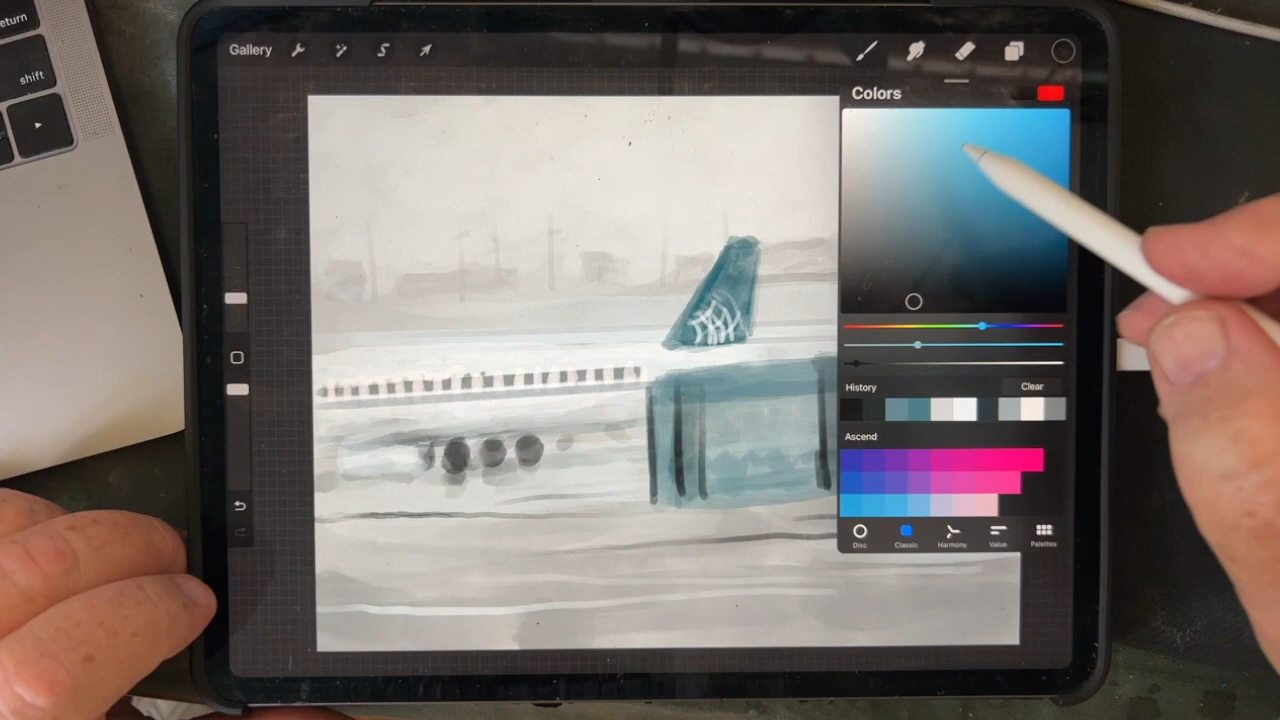 return
shift
Gallery
Colors
History
Clear
Ascend
Disc
Classic
Harmony
Value
Palettes